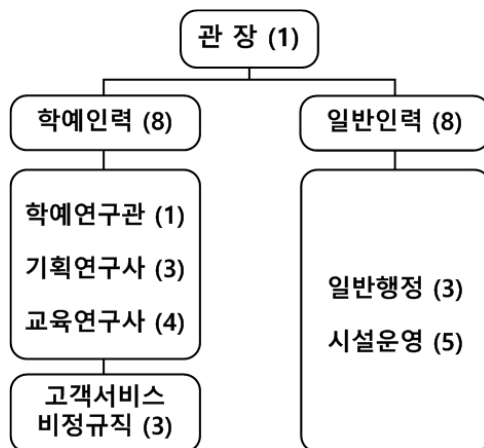 관 장 (1)
학예인력 (8)
일반인력 (8)
학예연구관 (1)
기획연구사 (3)
교육연구사 (4)
일반행정 (3)
시설운영 (5)
고객서비스
비정규직 (3)